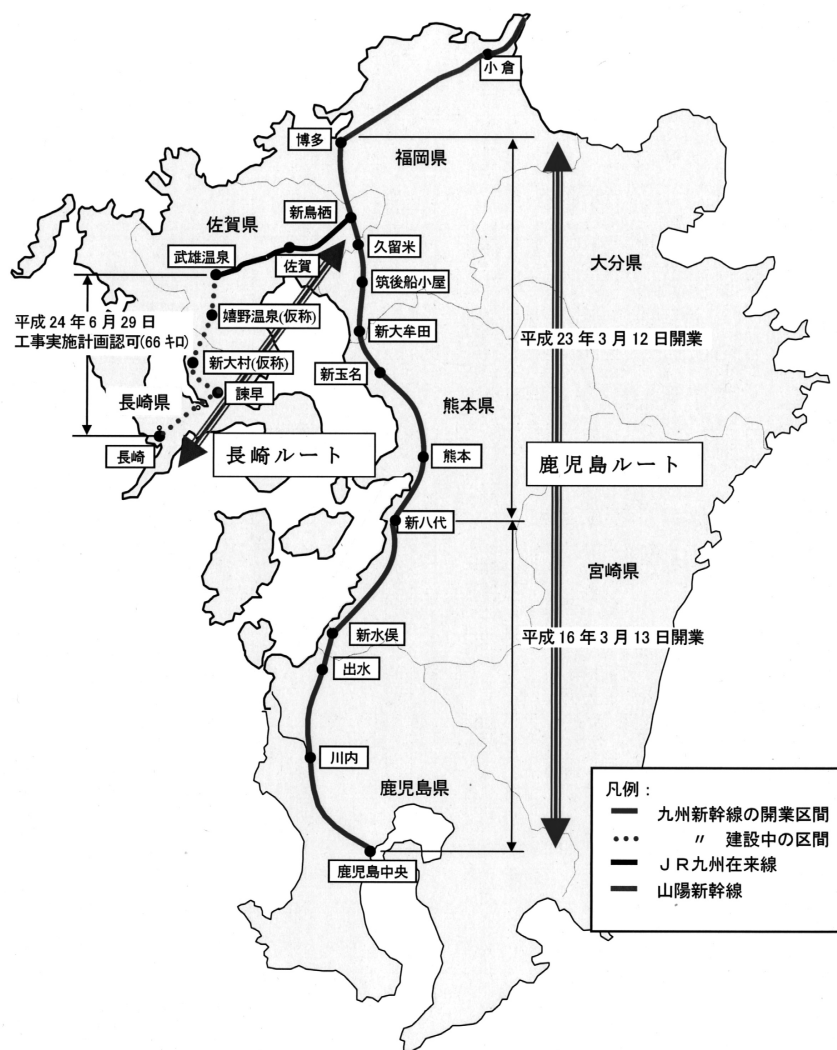 小倉
博多
福岡県
新鳥栖
佐賀県
久留米
武雄温泉
佐賀
大分県
筑後船小屋
嬉野温泉(仮称)
平成24年6月29日
工事実施計画認可(66キロ)
新大牟田
平成23年3月12日開業
新大村(仮称)
新玉名
諫早
長崎県
熊本県
長崎
長崎ルート
熊本
鹿児島ルート
新八代
宮崎県
新水俣
平成16年3月13日開業
出水
川内
鹿児島県
鹿児島中央
凡例:
九州新幹線の開業区間
〃 建設中の区間
JR九州在来線
山陽新幹線